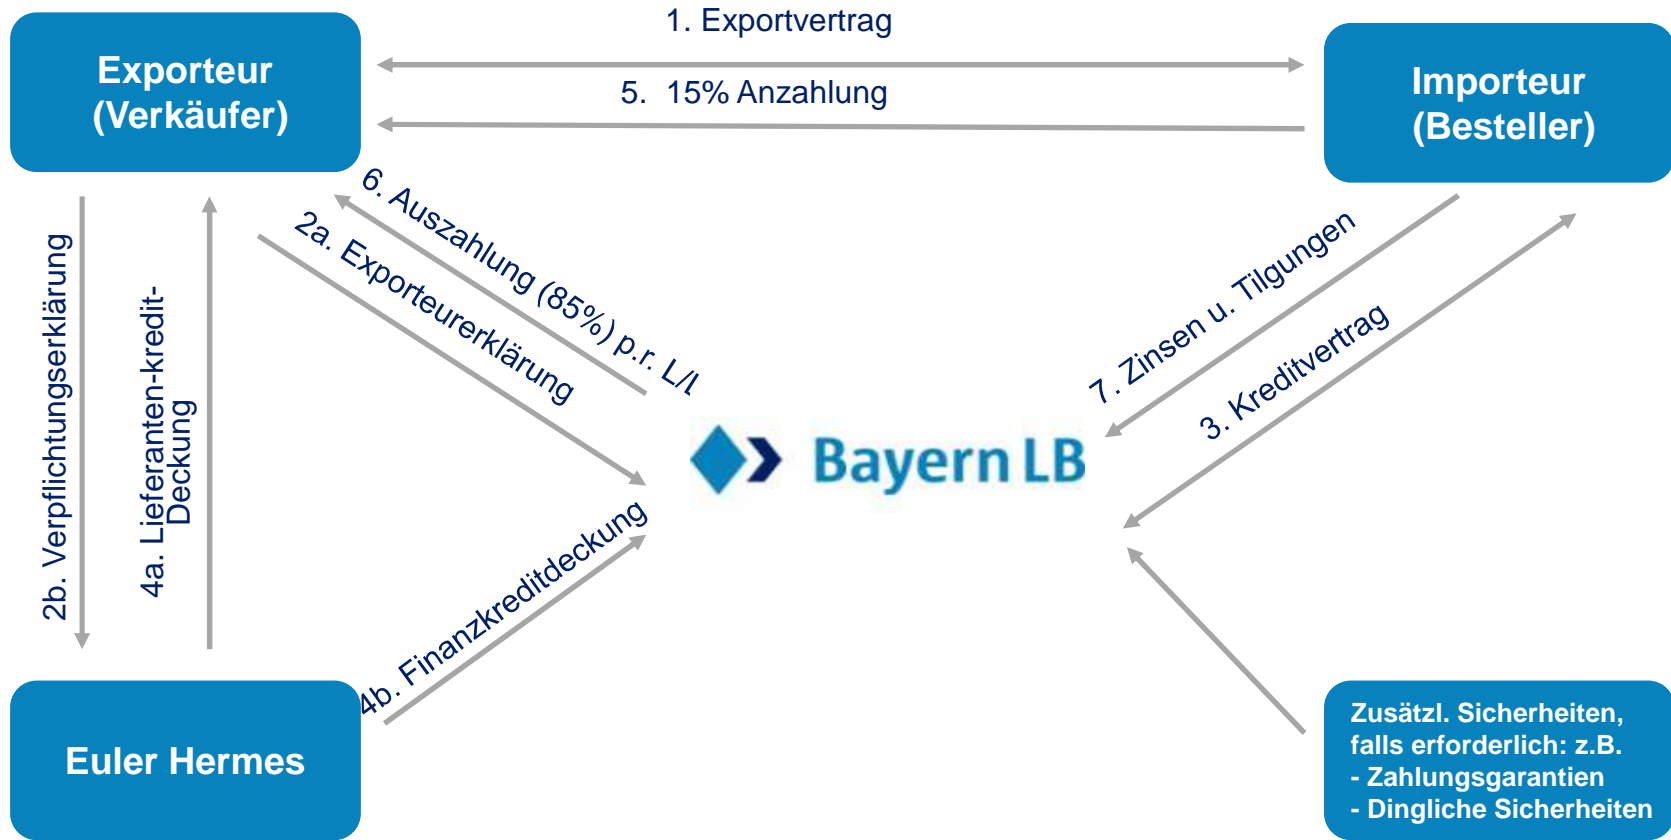 1. Exportvertrag
Exporteur
(Verkäufer)
Importeur
(Besteller)
5. 15% Anzahlung
6. Auszahlung (85%) p.r.
2a. Exporteurerklärung
2b. Verpflichtungserklärung
4a. Lieferanten-kredit-
Deckung
7. Zinsen u. Tilgungen
3. Kreditvertrag
Bayern LB
4b. Finanzkreditdeckung
Euler Hermes
Zusätzl. Sicherheiten,
falls erforderlich: z.B.
- Zahlungsgarantien
- Dingliche Sicherheiten